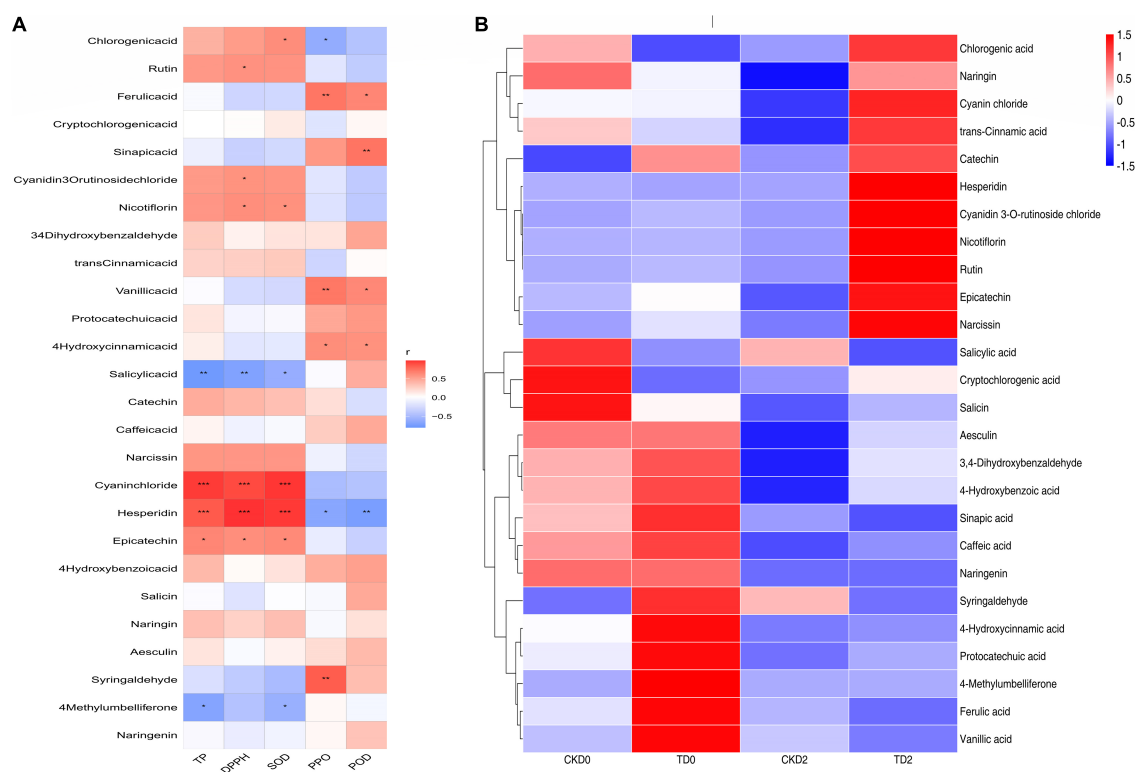 A
Chlorogenicacid * *
Rutin *
Ferulicacid ** *
Cryptochlorogenicacid
Sinapicacid **
Cyanidin3Orutinosidechloride *
Nicotiflorin * *
34Dihydroxybenzaldehyde
transCinnamicacid
Vanillicacid ** *
Protocatechuicacid
4Hydroxycinnamicacid * *
Salicylicacid ** ** *
Catechin
Caffeicacid
Narcissin
Cyaninchloride *** *** ***
Hesperidin *** *** *** * **
Epicatechin * * *
4Hydroxybenzoicacid
Salicin
Naringin
Aesculin
Syringaldehyde **
4Methylumbelliferone * *
Naringenin
TP DPPH SOD PPO POD
r
0.5
0.0
−0.5
B
Chlorogenic acid
Naringin
Cyanin chloride
trans-Cinnamic acid
Catechin
Hesperidin
Cyanidin 3-O-rutinoside chloride
Nicotiflorin
Rutin
Epicatechin
Narcissin
Salicylic acid
Cryptochlorogenic acid
Salicin
Aesculin
3,4-Dihydroxybenzaldehyde
4-Hydroxybenzoic acid
Sinapic acid
Caffeic acid
Naringenin
Syringaldehyde
4-Hydroxycinnamic acid
Protocatechuic acid
4-Methylumbelliferone
Ferulic acid
Vanillic acid
CKD0 TD0 CKD2 TD2
1.5
1
0.5
0
-0.5
-1
-1.5